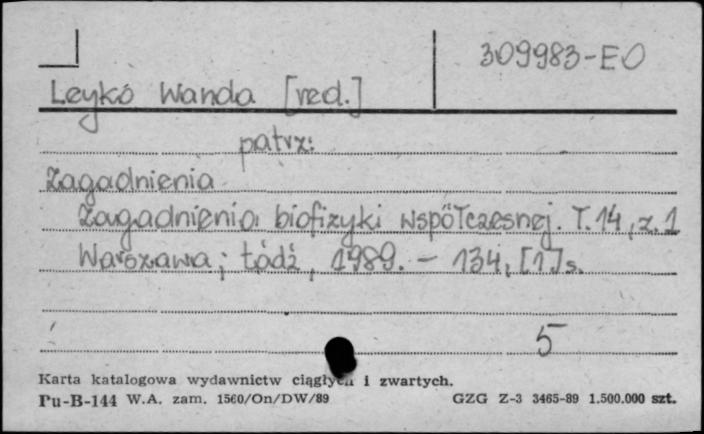 309983-EO
Leyko Wanda [red.]
patrz:
Zagadnienia
Zagadnienia biofizyki współczesnej. T.14, z.1
Warszawa; Łódź, 1989. - 134, [1] s.
5
Karta katalogowa wydawnictw ciągłych i zwartych.
Pu-B-144 W.A. zam. 1560/On/DW/89 GZG Z-3 3465-89 1.500.000 szt.